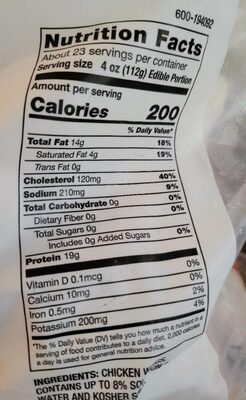 600-194092
Nutrition Facts
About 23 servings per container
Serving size 4 oz (112g) Edible Portion
Amount per serving
Calories 200
% Daily Value*
Total Fat 14g 18%
Saturated Fat 4g 19%
Trans Fat 0g
Cholesterol 120mg 40%
Sodium 210mg 9%
Total Carbohydrate 0g 0%
Dietary Fiber 0g 0%
Total Sugars 0g
Includes 0g Added Sugars 0%
Protein 19g
Vitamin D 0.1mcg 0%
Calcium 10mg 0%
Iron 0.5mg 2%
Potassium 200mg 4%
*The % Daily Value (DV) tells you how much a nutrient in a
serving of food contributes to a daily diet. 2,000 calories
a day is used for general nutrition advice.
INGREDIENTS: CHICKEN
CONTAINS UP TO 8%
WATER AND KOSHER